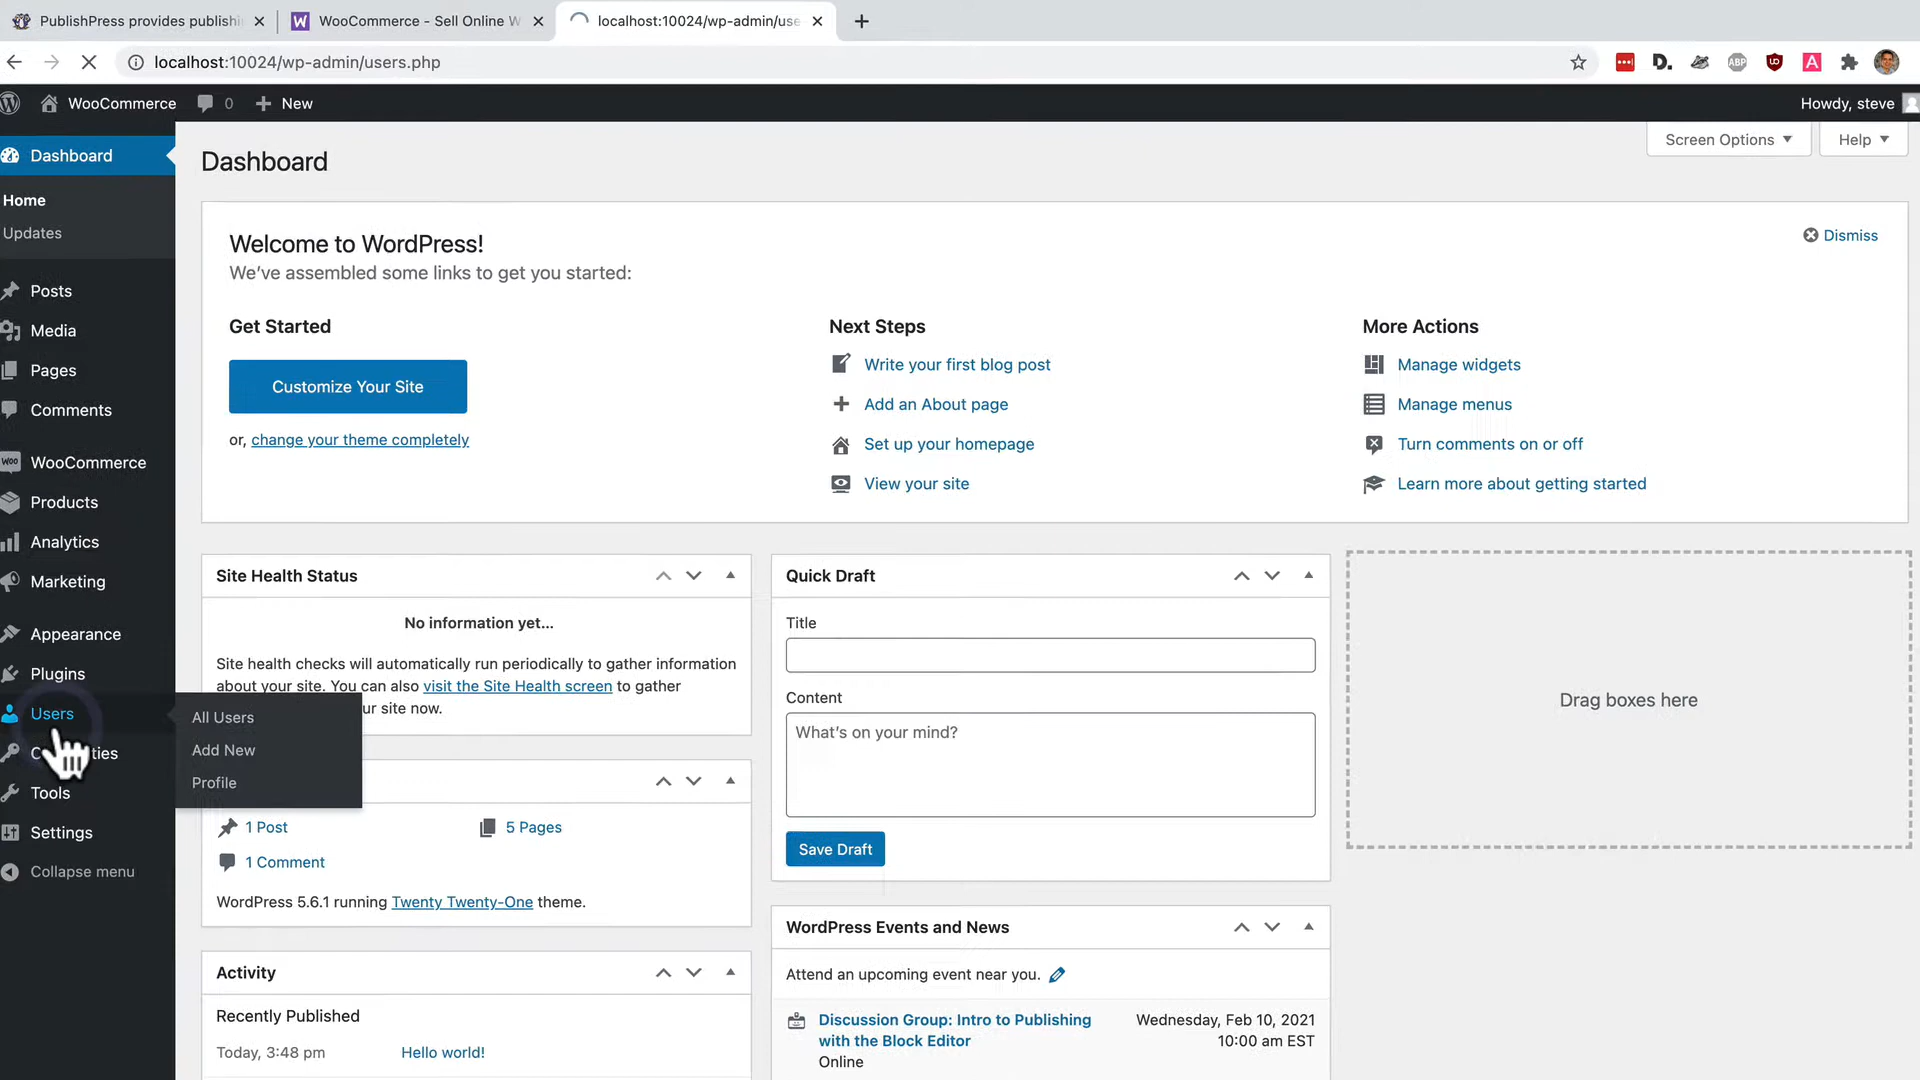 PublishPress provides publishi
WooCommerce - Sell Online W
localhost:10024/wp-admin/use
localhost:10024/wp-admin/users.php
WooCommerce 0 New
Howdy, steve
Dashboard
Home
Updates
Posts
Media
Pages
Comments
WooCommerce
Products
Analytics
Marketing
Appearance
Plugins
Users
Tools
Settings
Collapse menu
All Users
Add New
Profile
Screen Options
Help
Dashboard
Welcome to WordPress!
We've assembled some links to get you started:
Dismiss
Get Started
Customize Your Site
or, change your theme completely
Next Steps
Write your first blog post
Add an About page
Set up your homepage
View your site
More Actions
Manage widgets
Manage menus
Turn comments on or off
Learn more about getting started
Site Health Status
No information yet...
Site health checks will automatically run periodically to gather information
about your site. You can also visit the Site Health screen to gather
ur site now.
1 Post
5 Pages
1 Comment
WordPress 5.6.1 running Twenty Twenty-One theme.
Activity
Recently Published
Today, 3:48 pm
Hello world!
Quick Draft
Title
Content
What's on your mind?
Save Draft
WordPress Events and News
Attend an upcoming event near you.
Discussion Group: Intro to Publishing
with the Block Editor
Online
Wednesday, Feb 10, 2021
10:00 am EST
Drag boxes here